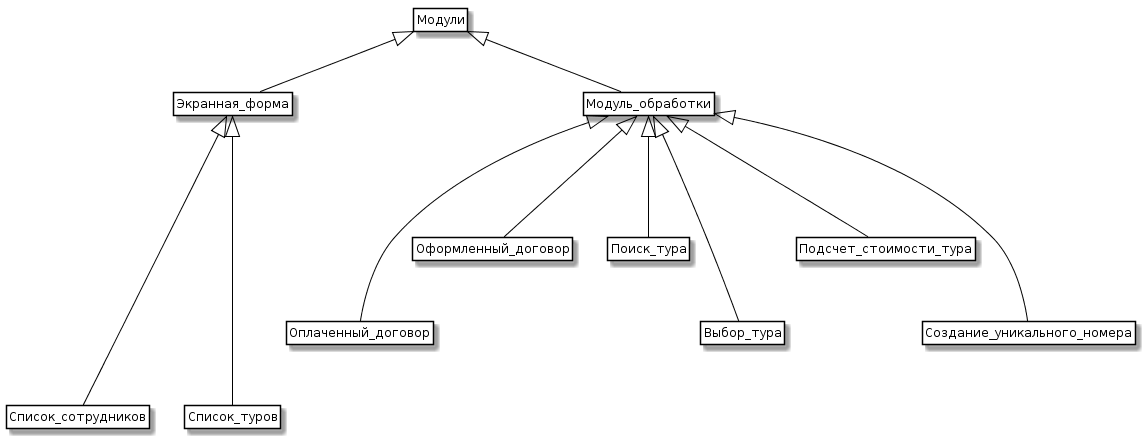 Модули
Экранная_форма
Модуль_обработки
Оформленный_договор
Поиск_тура
Подсчет_стоимости_тура
Оплаченный_договор
Выбор_тура
Создание_уникального_номера
Список_сотрудников
Список_туров